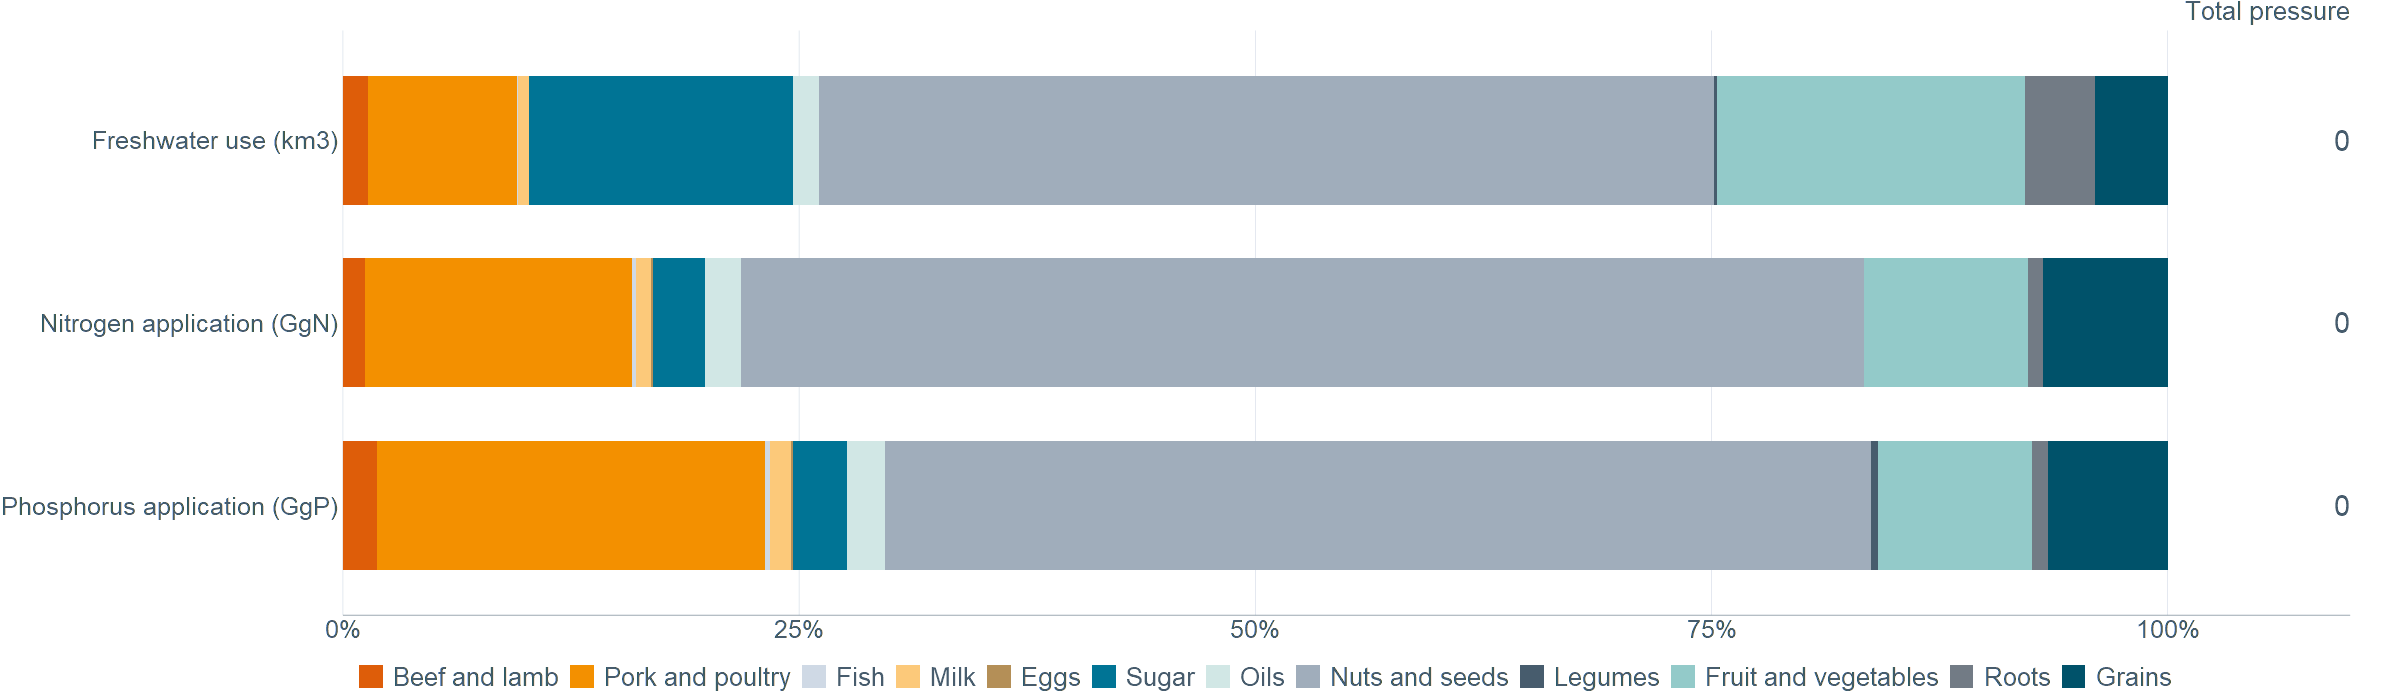 Total pressure
Freshwater use (km3) 0
Nitrogen application (GgN) 0
Phosphorus application (GgP) 0
0% 25% 50% 75% 100%
Beef and lamb Pork and poultry Fish Milk Eggs Sugar Oils Nuts and seeds Legumes Fruit and vegetables Roots Grains